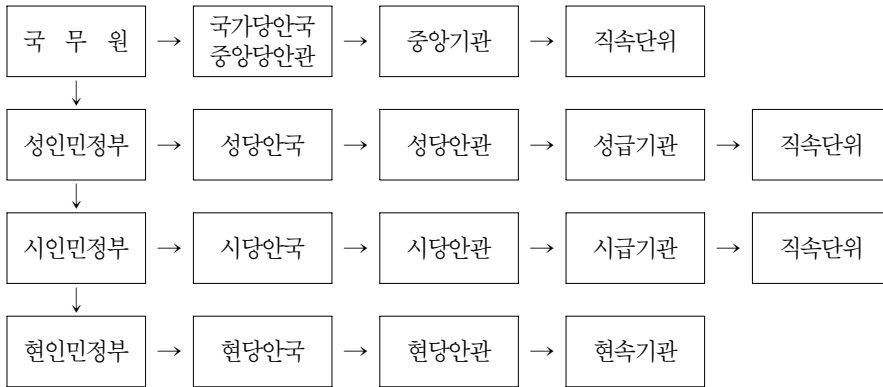 국 무 원 → 국가당안국 중앙당안관 → 중앙기관 → 직속단위
↓
성인민정부 → 성당안국 → 성당안관 → 성급기관 → 직속단위
↓
시인민정부 → 시당안국 → 시당안관 → 시급기관 → 직속단위
↓
현인민정부 → 현당안국 → 현당안관 → 현속기관